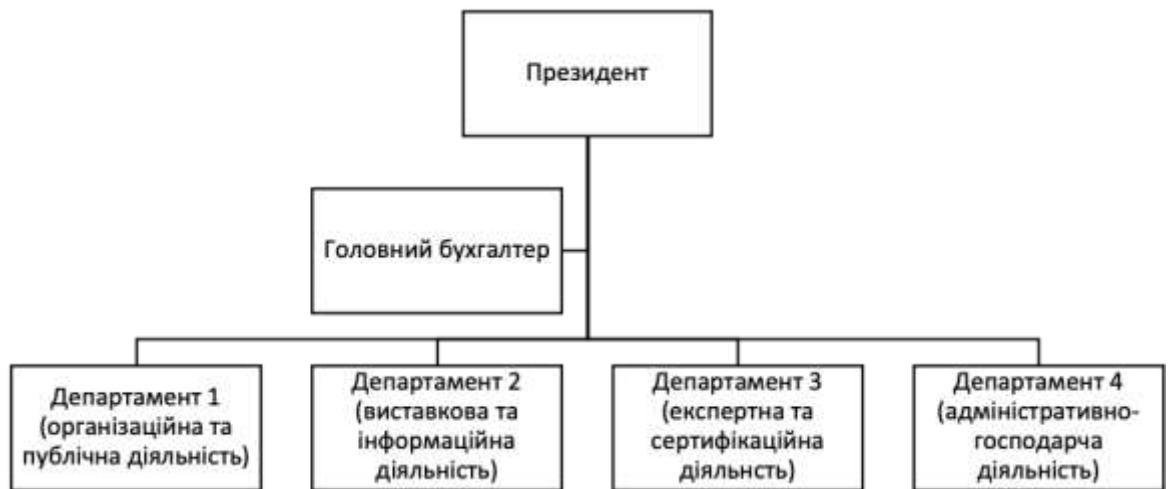 Президент
Головний бухгалтер
Департамент 1
(організаційна та
публічна діяльність)
Департамент 2
(виставкова та
інформаційна
діяльність)
Департамент 3
(експертна та
сертифікаційна
діяльнсть)
Департамент 4
(адміністративно-
господарча
діяльність)